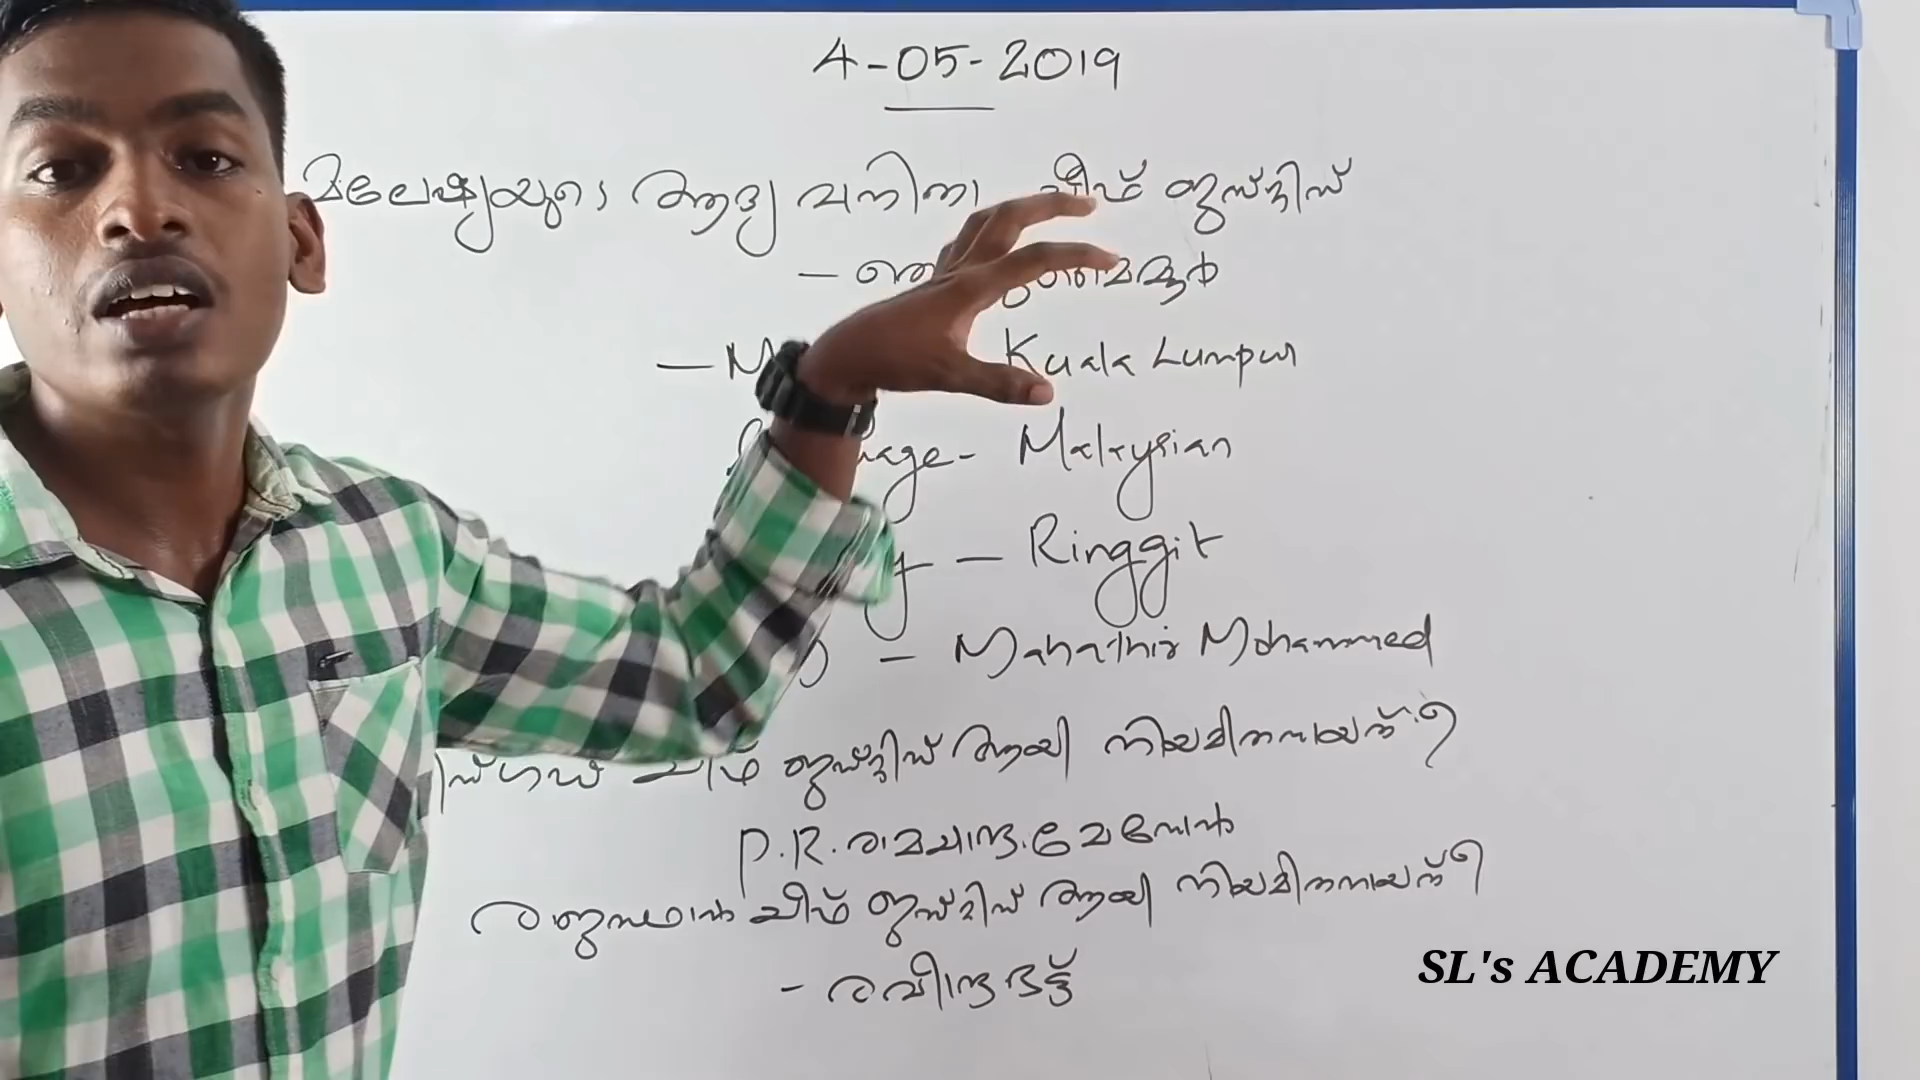 4-05-2019
മലേഷ്യയുടെ ആദ്യ വനിതാ ചീഫ് ജസ്റ്റിസ്
Kuala Lumpur
Malaysian
— Ringgit
— Mahathir Mohammed
ചീഫ് ജസ്റ്റിസ് ആയി നിയമിതനായത് ?
P.R. രാമചന്ദ്ര മേനോൻ
രാജസ്ഥാൻ ചീഫ് ജസ്റ്റിസ് ആയി നിയമിതനായത് ?
- രവീന്ദ്ര ഭട്ട്
SL's ACADEMY